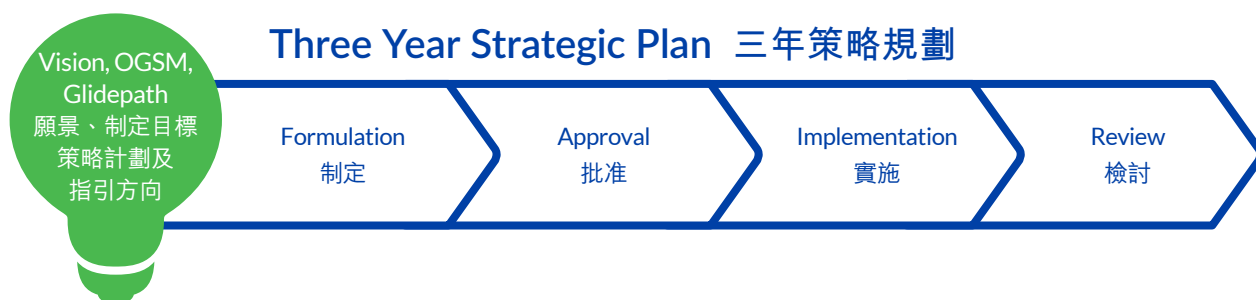 Three Year Strategic Plan 三年策略規劃
Vision, OGSM,
Glidepath
願景、制定目標
策略計劃及
指引方向
Formulation
制定
Approval
批准
Implementation
實施
Review
檢討